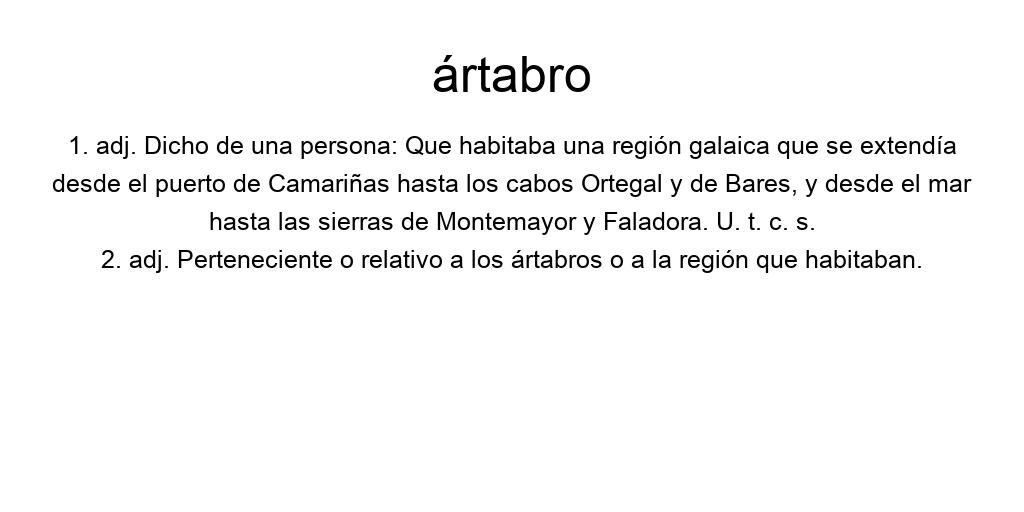 ártabro
1. adj. Dicho de una persona: Que habitaba una región galaica que se extendía
desde el puerto de Camariñas hasta los cabos Ortegal y de Bares, y desde el mar
hasta las sierras de Montemayor y Faladora. U. t. c. s.
2. adj. Perteneciente o relativo a los ártabros o a la región que habitaban.